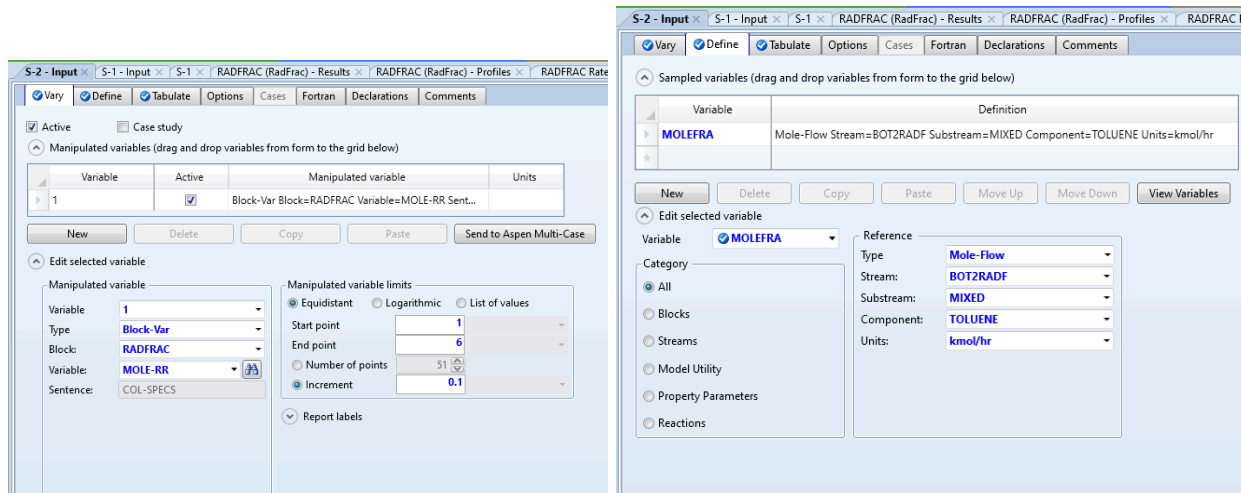 S-2 - Input × S-1 - Input × S-1 × RADFRAC (RadFrac) - Results × RADFRAC (RadFrac) - Profiles × RADFRAC Rate
Vary Define Tabulate Options Cases Fortran Declarations Comments
Active Case study
Manipulated variables (drag and drop variables from form to the grid below)
Variable Active Manipulated variable Units
1 Block-Var Block=RADFRAC Variable=MOLE-RR Sent...
New Delete Copy Paste Send to Aspen Multi-Case
Edit selected variable
Manipulated variable
Variable 1
Type Block-Var
Block: RADFRAC
Variable: MOLE-RR
Sentence: COL-SPECS
Manipulated variable limits
Equidistant Logarithmic List of values
Start point 1
End point 6
Number of points 51
Increment 0.1
Report labels
S-2 - Input × S-1 - Input × S-1 × RADFRAC (RadFrac) - Results × RADFRAC (RadFrac) - Profiles × RADFRAC
Vary Define Tabulate Options Cases Fortran Declarations Comments
Sampled variables (drag and drop variables from form to the grid below)
Variable Definition
MOLEFRA Mole-Flow Stream=BOT2RADF Substream=MIXED Component=TOLUENE Units=kmol/hr
New Delete Copy Paste Move Up Move Down View Variables
Edit selected variable
Variable MOLEFRA
Category
All
Blocks
Streams
Model Utility
Property Parameters
Reactions
Reference
Type Mole-Flow
Stream: BOT2RADF
Substream: MIXED
Component: TOLUENE
Units: kmol/hr